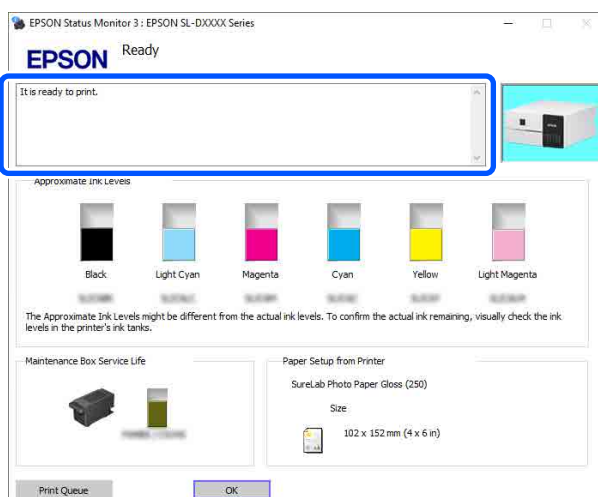 EPSON Status Monitor 3 : EPSON SL-DXXXX Series
EPSON
Ready
It is ready to print.
Approximate Ink Levels
Black Light Cyan Magenta Cyan Yellow Light Magenta
The Approximate Ink Levels might be different from the actual ink levels. To confirm the actual ink remaining, visually check the ink
levels in the printer's ink tanks.
Maintenance Box Service Life
Paper Setup from Printer
SureLab Photo Paper Gloss (250)
Size
102 x 152 mm (4 x 6 in)
Print Queue
OK